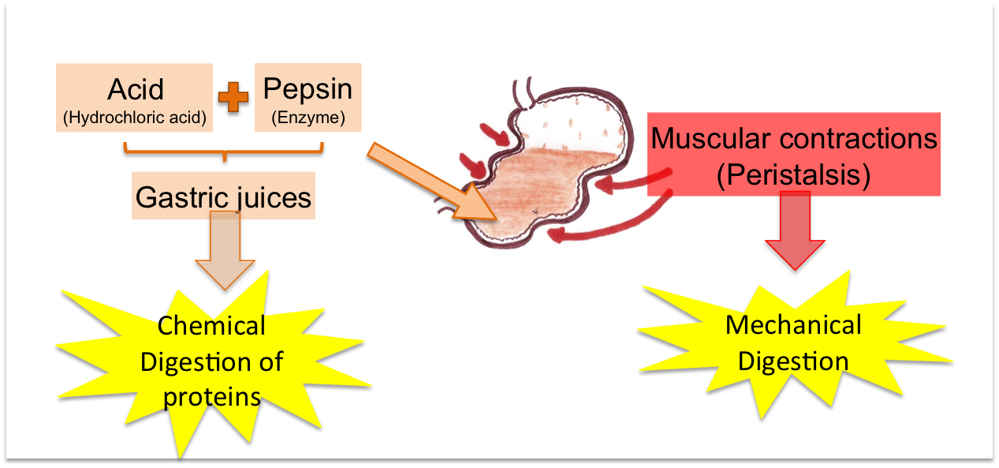 Acid
(Hydrochloric acid)
Pepsin
(Enzyme)
Gastric juices
Chemical
Digestion of
proteins
Muscular contractions
(Peristalsis)
Mechanical
Digestion